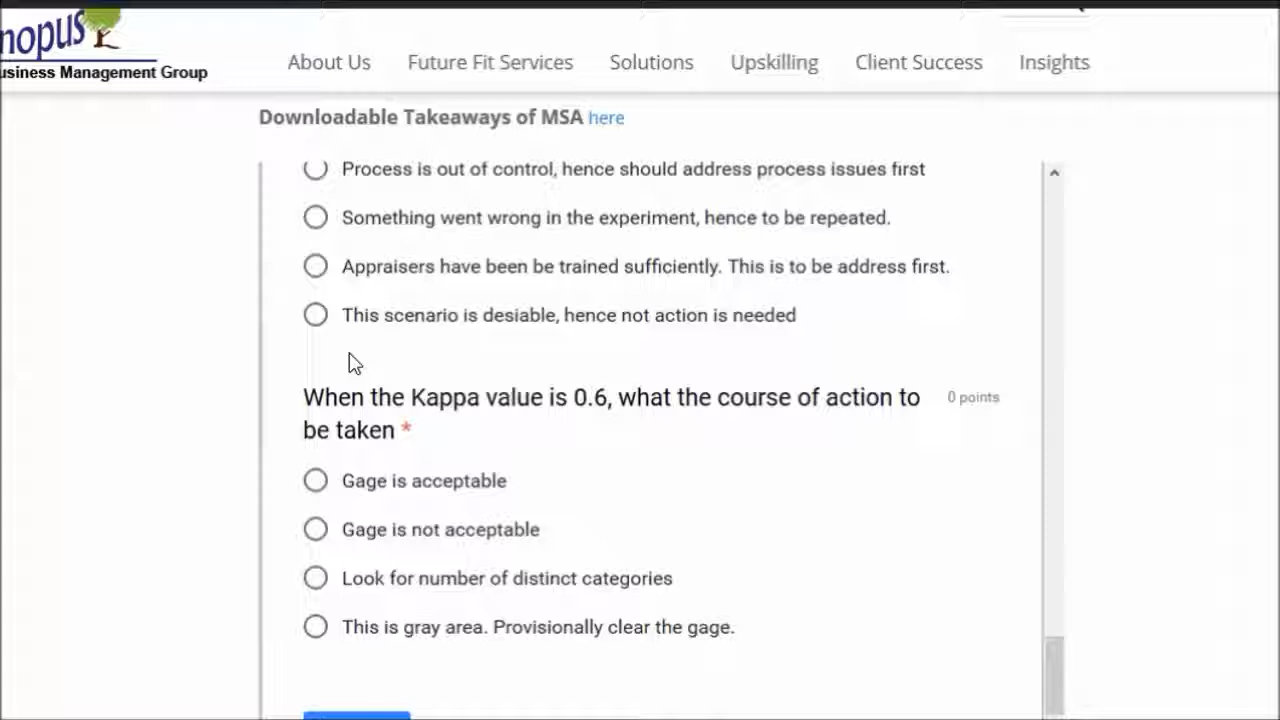 nopus
usiness Management Group
About Us Future Fit Services Solutions Upskilling Client Success Insights
Downloadable Takeaways of MSA here
Process is out of control, hence should address process issues first
Something went wrong in the experiment, hence to be repeated.
Appraisers have been be trained sufficiently. This is to be address first.
This scenario is desiable, hence not action is needed
When the Kappa value is 0.6, what the course of action to 0 points
be taken *
Gage is acceptable
Gage is not acceptable
Look for number of distinct categories
This is gray area. Provisionally clear the gage.